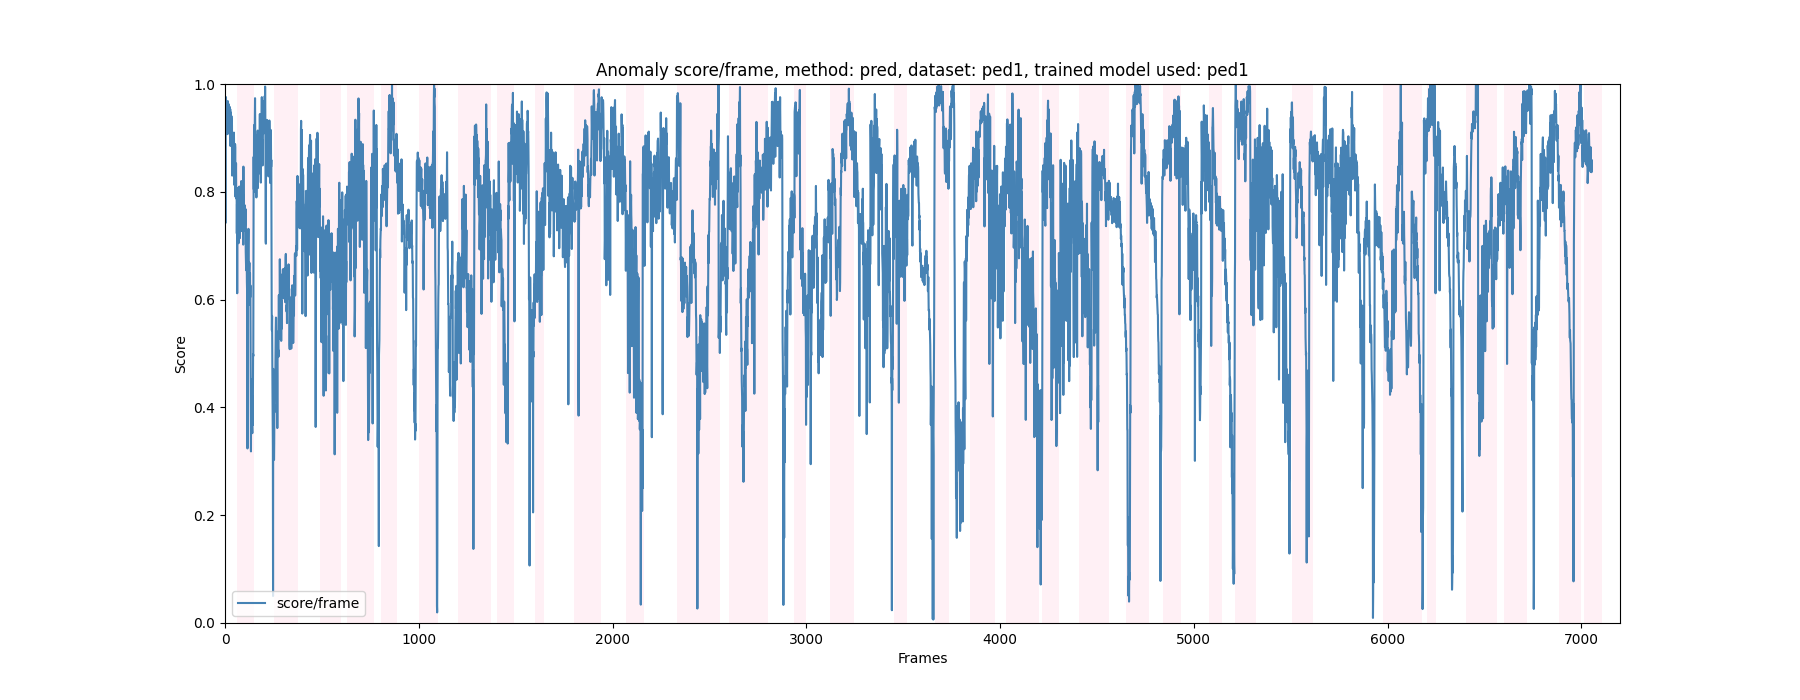 Anomaly score/frame, method: pred, dataset: ped1, trained model used: ped1
1.0
0.8
0.6
0.4
0.2
0.0
Score
score/frame
0 1000 2000 3000 4000 5000 6000 7000
Frames